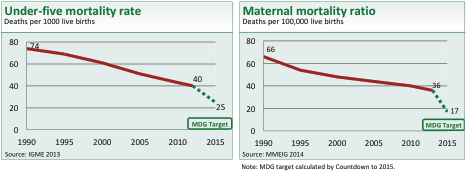 Under-five mortality rate
Deaths per 1000 live births
80
74
60
40
40
25
20
MDG Target
0
1990 1995 2000 2005 2010 2015
Source: IGME 2013
Maternal mortality ratio
Deaths per 100,000 live births
80
66
60
40
36
20
17
MDG Target
0
1990 1995 2000 2005 2010 2015
Source: MMEIG 2014
Note: MDG target calculated by Countdown to 2015.